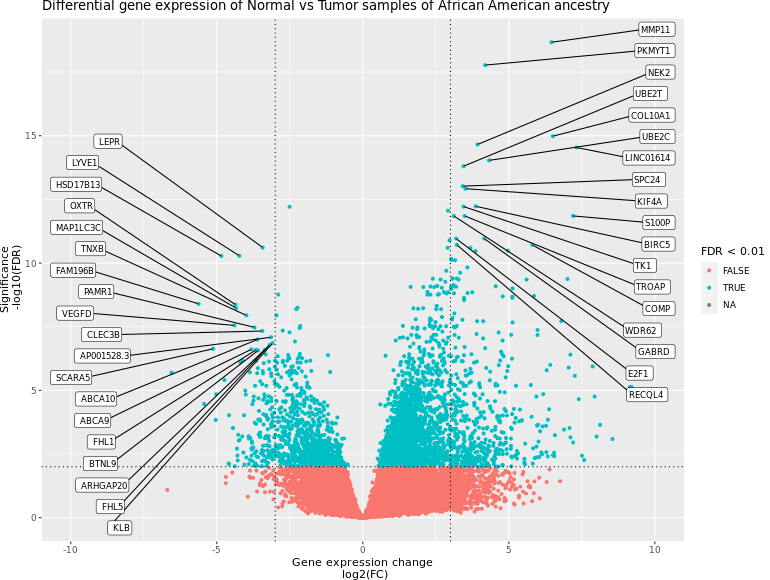 Differential gene expression of Normal vs Tumor samples of African American ancestry
MMP11
PKMYT1
NEK2
UBE2T
COL10A1
UBE2C
LINC01614
SPC24
KIF4A
S100P
BIRC5
TK1
TROAP
COMP
WDR62
GABRD
E2F1
RECQL4
LEPR
LYVE1
HSD17B13
OXTR
MAP1LC3C
TNXB
FAM196B
PAMR1
VEGFD
CLEC3B
AP001528.3
SCARA5
ABCA10
ABCA9
FHL1
BTNL9
ARHGAP20
FHL5
KLB
15
10
5
0
Significance
-log10(FDR)
-10
-5
0
5
10
Gene expression change
log2(FC)
FDR < 0.01
FALSE
TRUE
NA